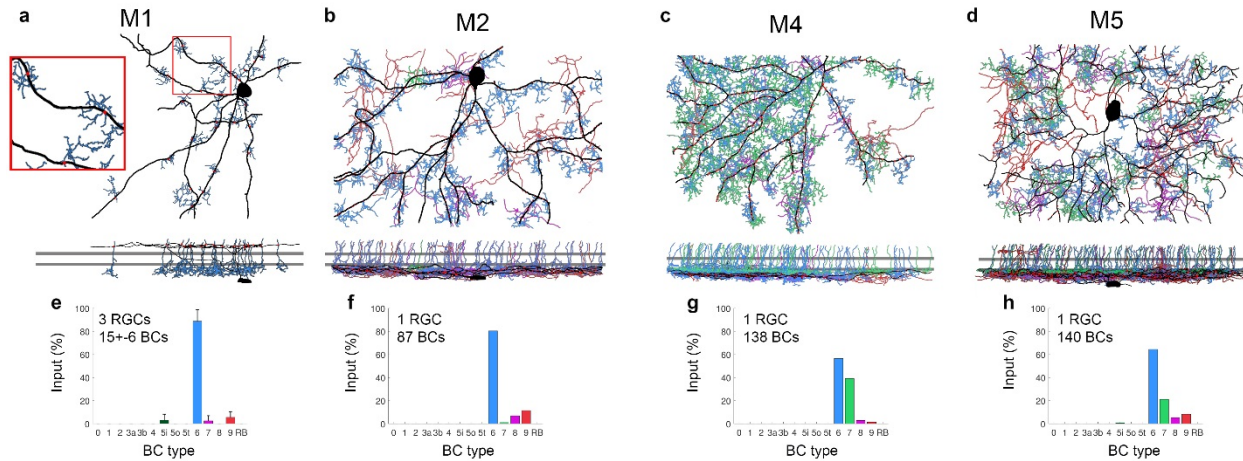 a M1
b M2
c M4
d M5
e
3 RGCs
15+-6 BCs
Input (%)
100
80
60
40
20
0
0 1 2 3a 3b 4 5i 5o 5t 6 7 8 9 RB
BC type
f
1 RGC
87 BCs
Input (%)
100
80
60
40
20
0
0 1 2 3a 3b 4 5i 5o 5t 6 7 8 9 RB
BC type
g
1 RGC
138 BCs
Input (%)
100
80
60
40
20
0
0 1 2 3a 3b 4 5i 5o 5t 6 7 8 9 RB
BC type
h
1 RGC
140 BCs
Input (%)
100
80
60
40
20
0
0 1 2 3a 3b 4 5i 5o 5t 6 7 8 9 RB
BC type